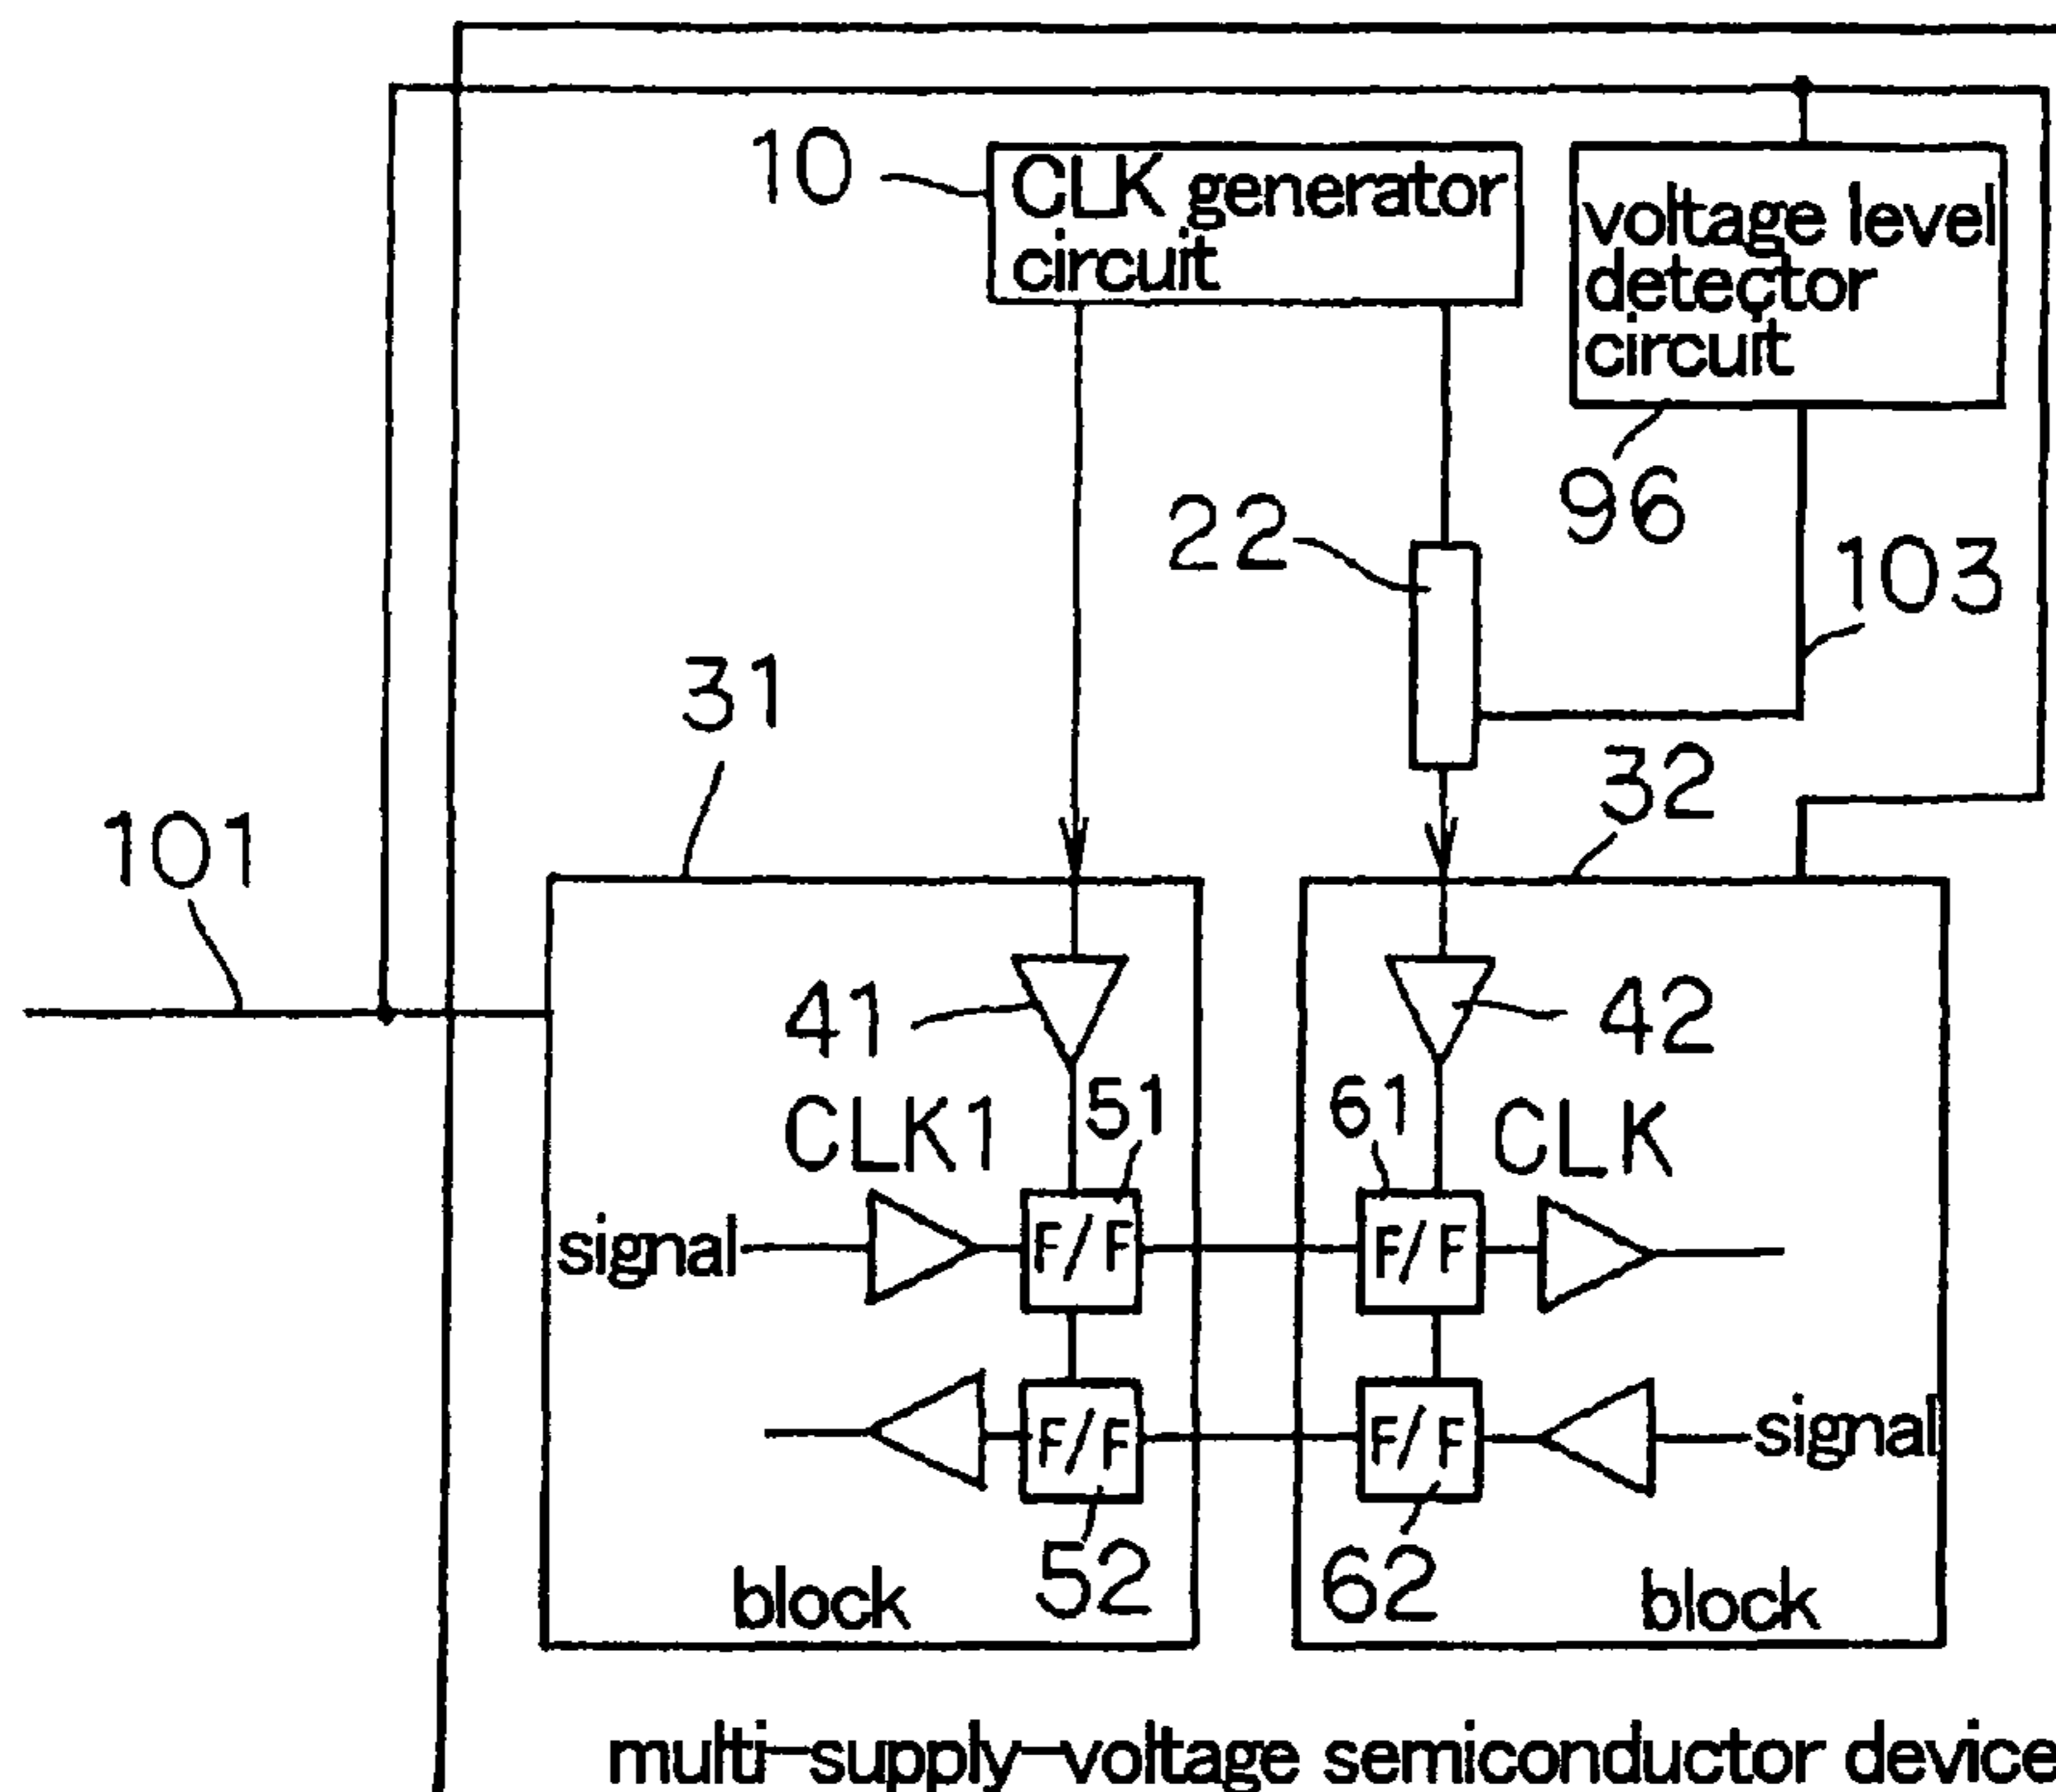 10
CLK generator
circuit
voltage level
detector
circuit
96
22
103
31
32
101
41
42
CLK1
51
61
CLK
signal
F/F
F/F
F/F
F/F
signal
52
62
block
block
multi-supply-voltage semiconductor device